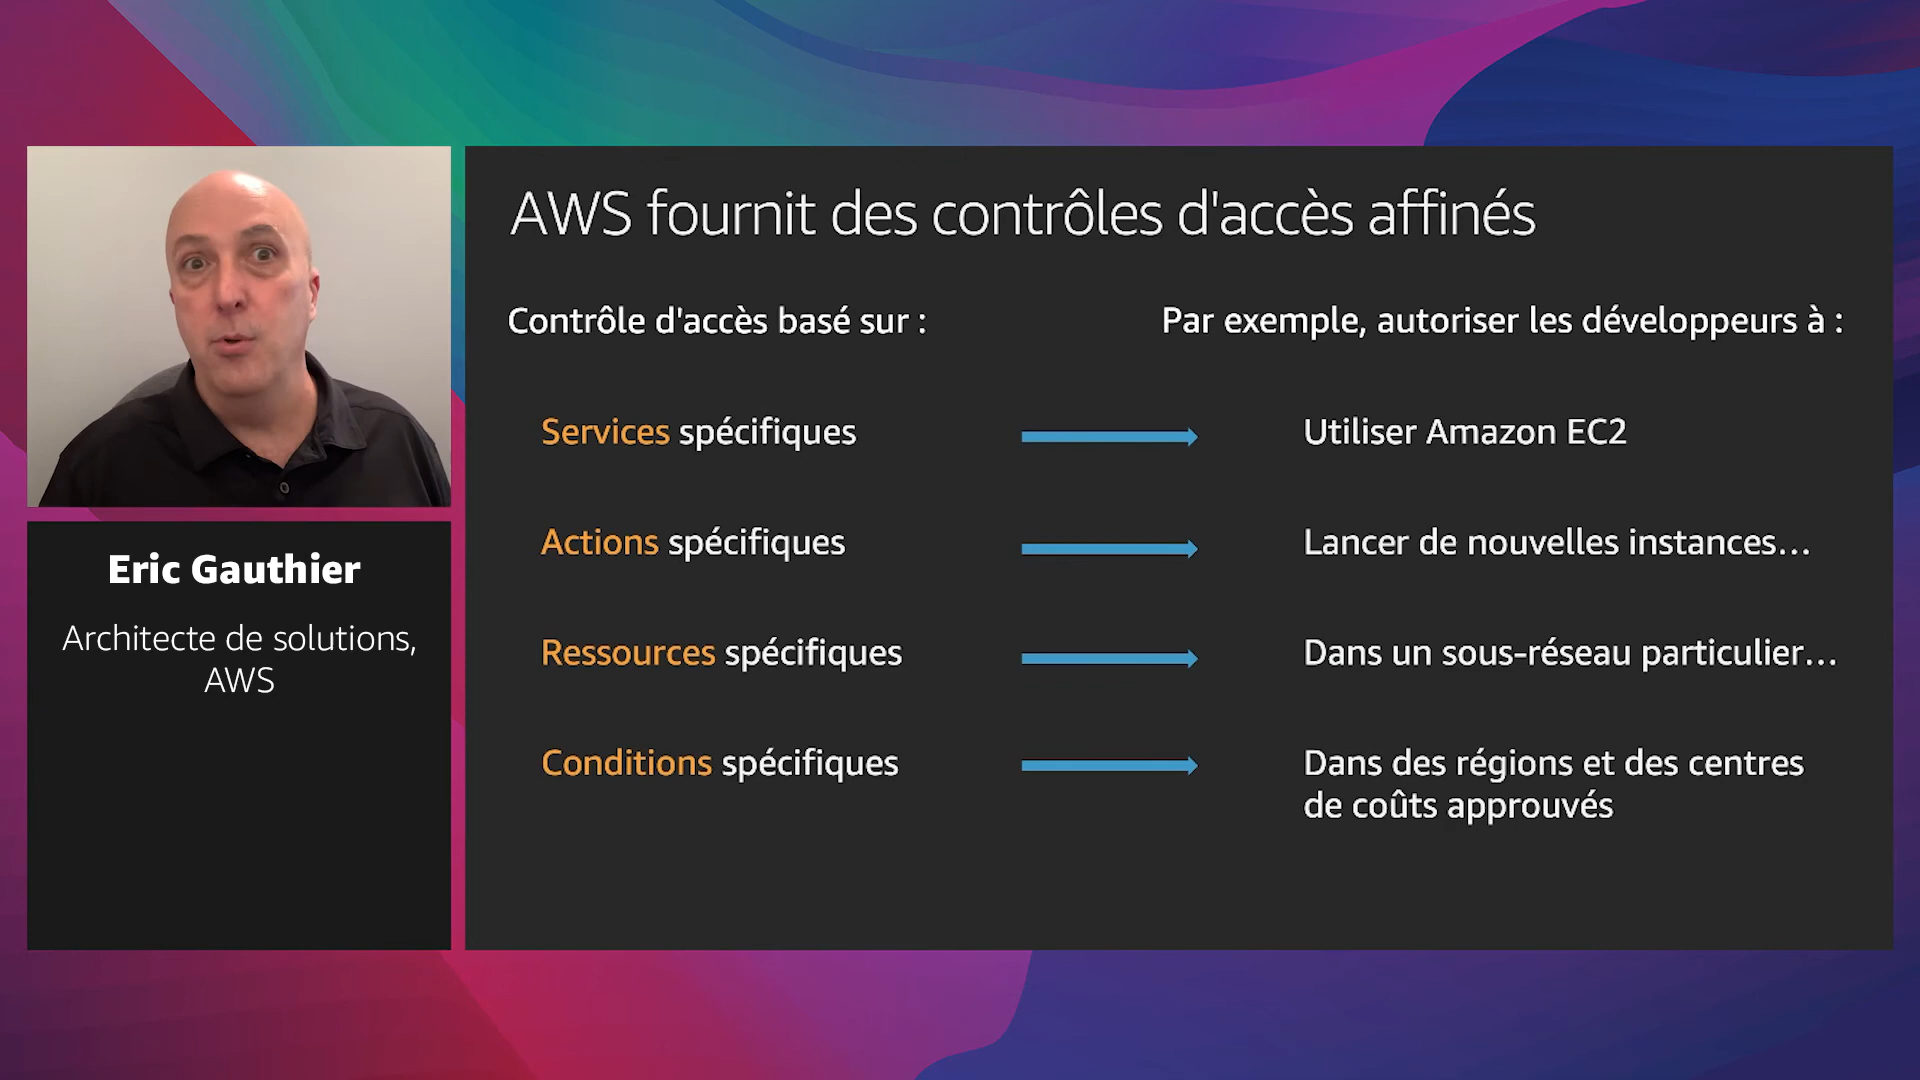 AWS fournit des contrôles d'accès affinés
Contrôle d'accès basé sur :
Par exemple, autoriser les développeurs à :
Services spécifiques
Utiliser Amazon EC2
Actions spécifiques
Lancer de nouvelles instances...
Ressources spécifiques
Dans un sous-réseau particulier...
Conditions spécifiques
Dans des régions et des centres
de coûts approuvés
Eric Gauthier
Architecte de solutions,
AWS